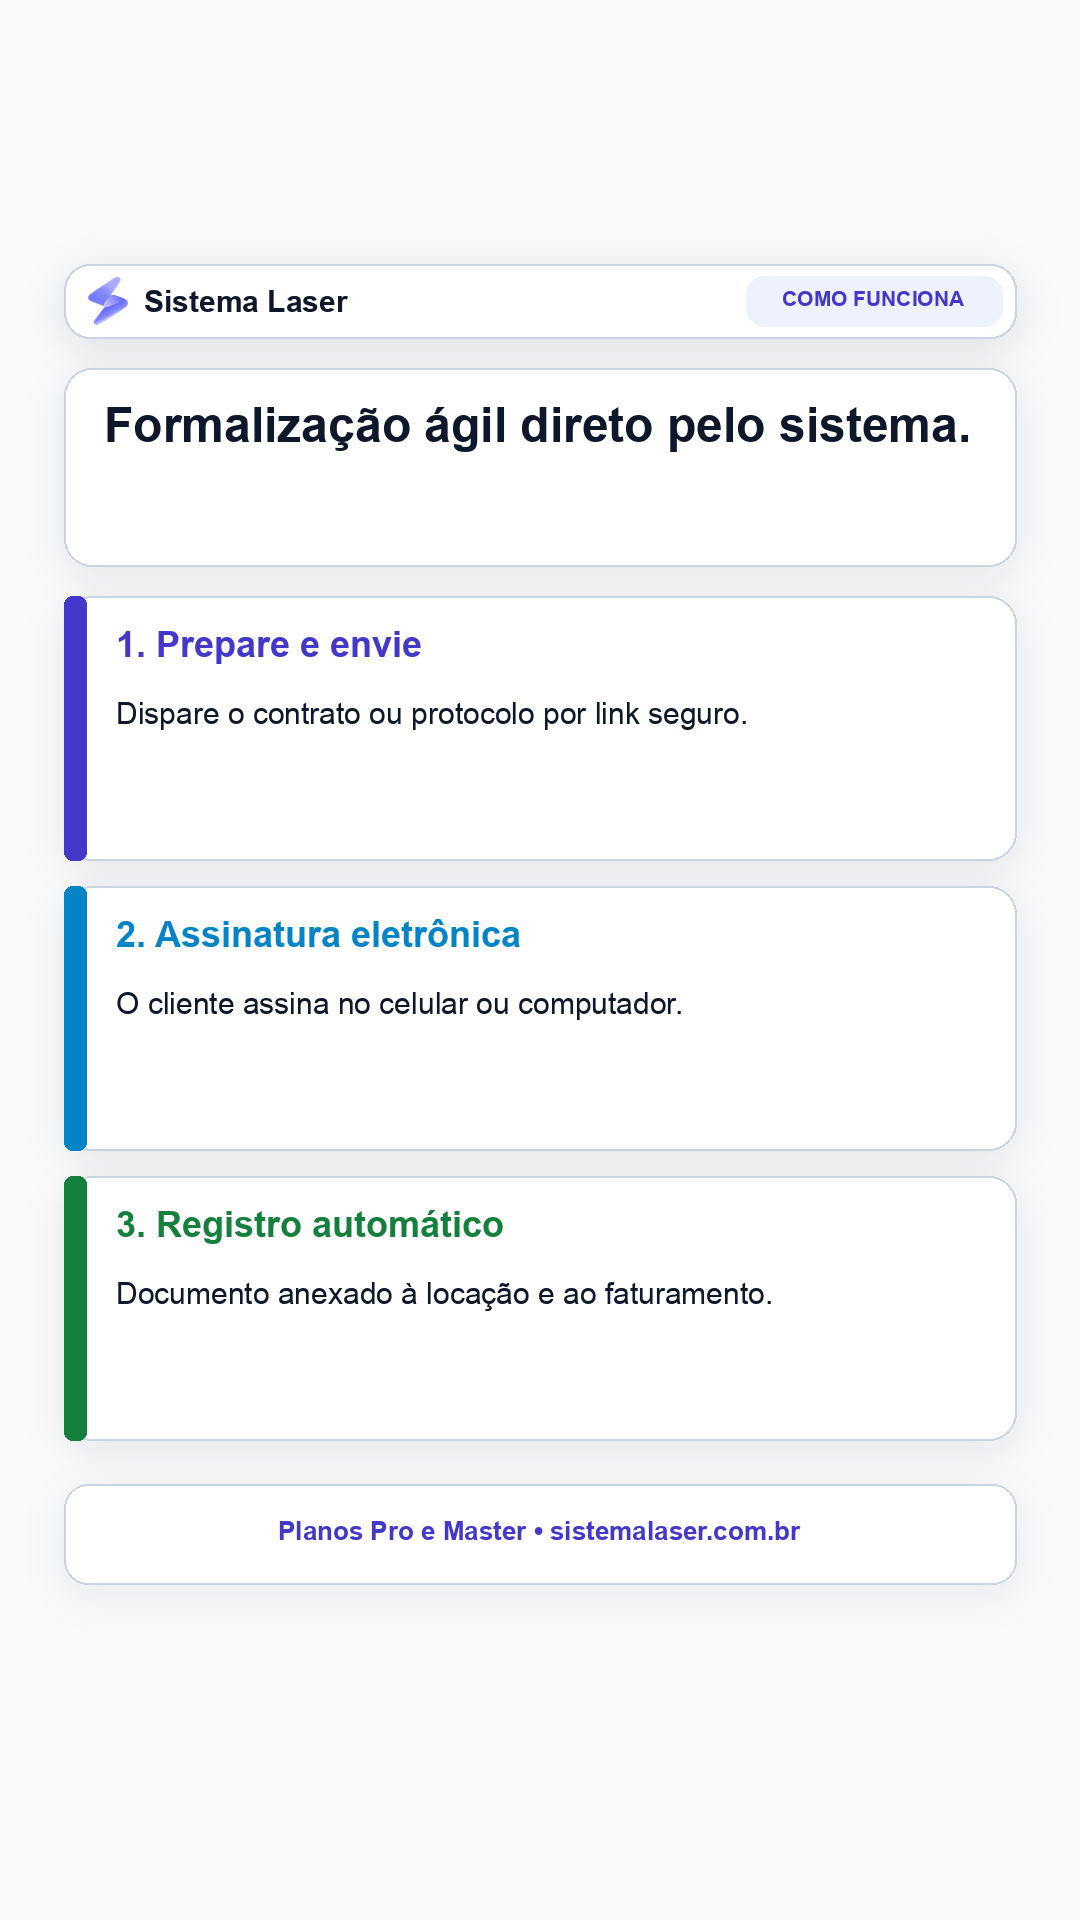 Sistema Laser
COMO FUNCIONA
Formalização ágil direto pelo sistema.
1. Prepare e envie
Dispare o contrato ou protocolo por link seguro.
2. Assinatura eletrônica
O cliente assina no celular ou computador.
3. Registro automático
Documento anexado à locação e ao faturamento.
Planos Pro e Master • sistemalaser.com.br